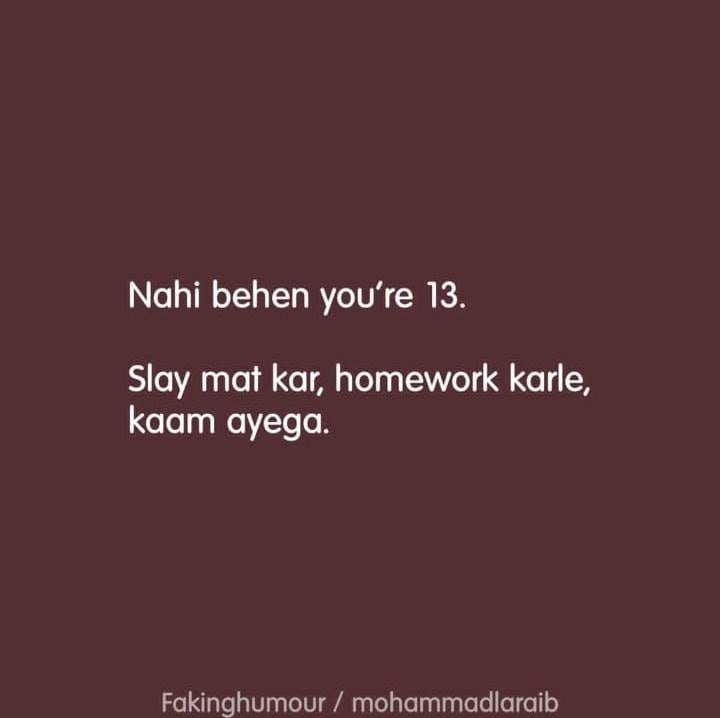 Nahi behen you're 13.
Slay mat kar, homework karle,
kaam ayega.
Fakinghumour / mohammadlaraib